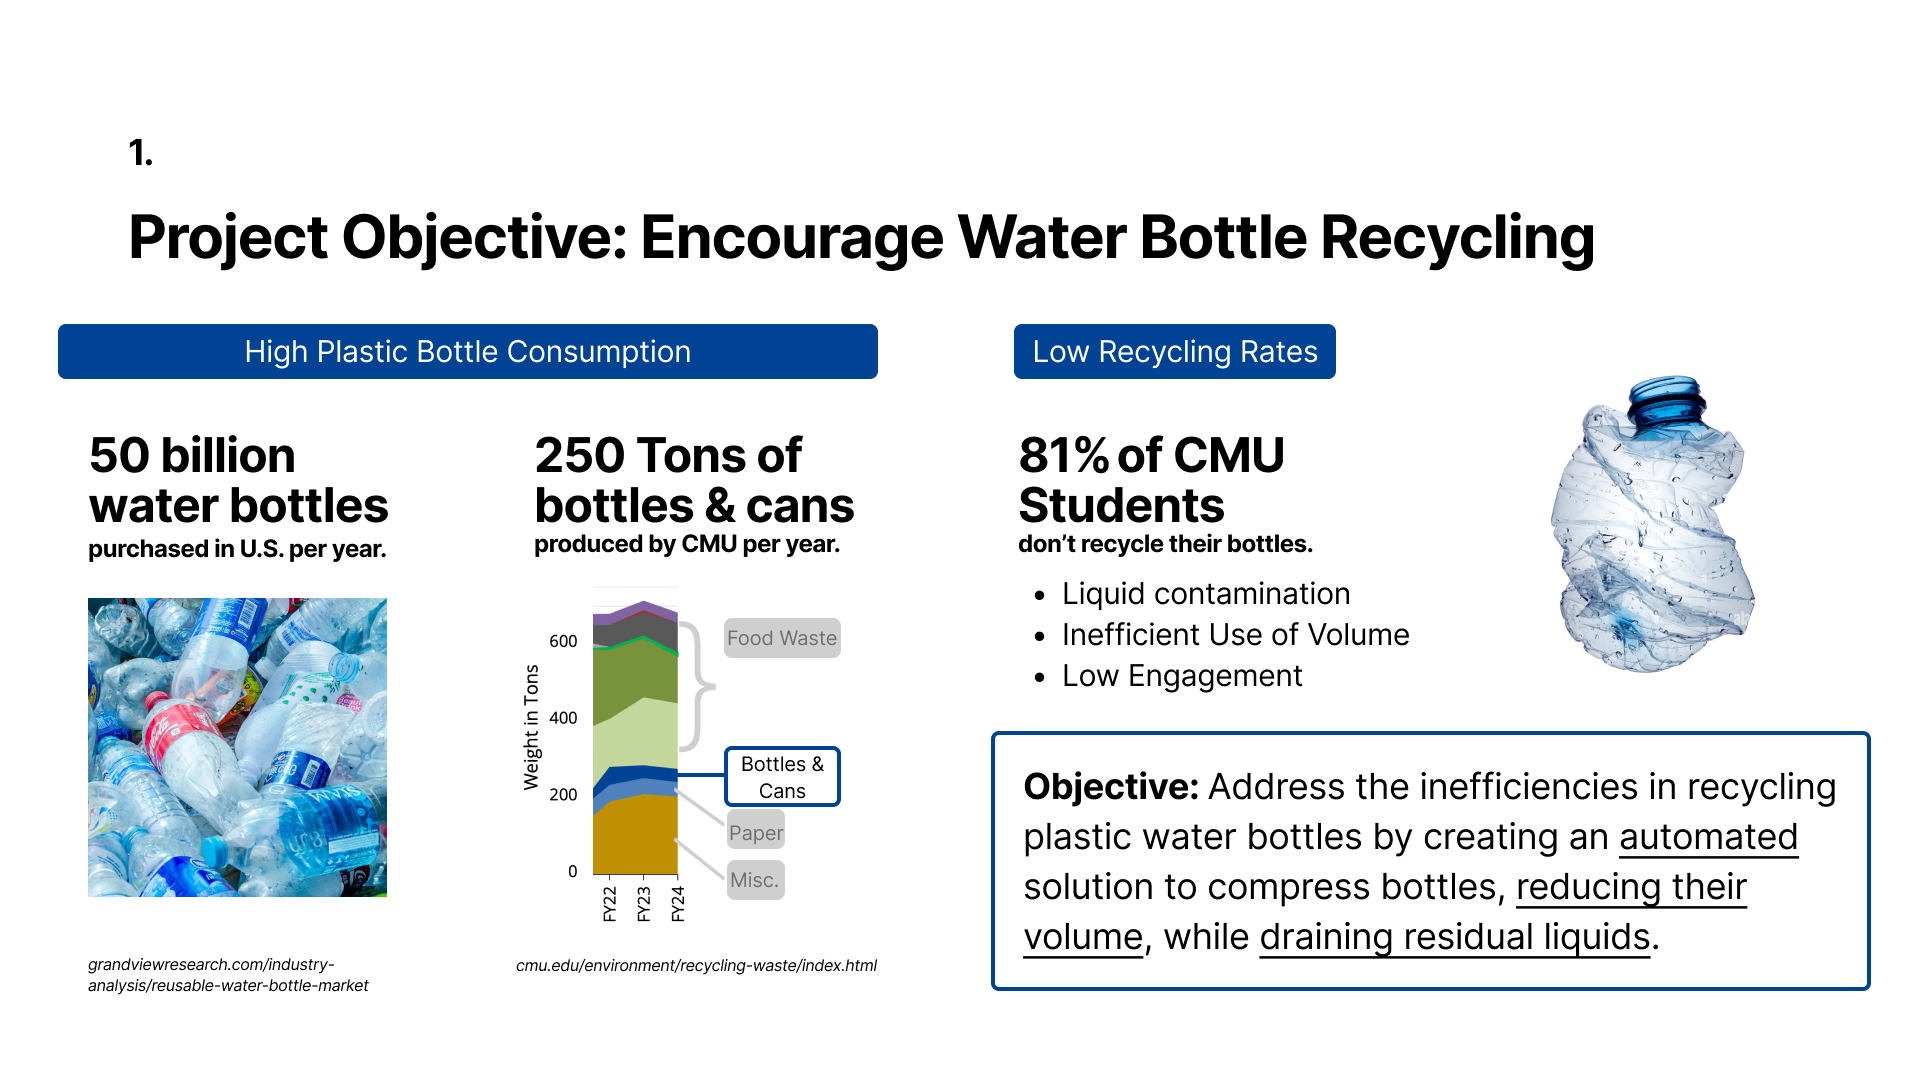 1.
Project Objective: Encourage Water Bottle Recycling
High Plastic Bottle Consumption
50 billion
water bottles
purchased in U.S. per year.
grandviewresearch.com/industry-
analysis/reusable-water-bottle-market
250 Tons of
bottles & cans
produced by CMU per year.
Weight in Tons
600
400
200
0
FY22
FY23
FY24
Food Waste
Bottles &
Cans
Paper
Misc.
cmu.edu/environment/recycling-waste/index.html
Low Recycling Rates
81% of CMU
Students
don’t recycle their bottles.
• Liquid contamination
• Inefficient Use of Volume
• Low Engagement
Objective: Address the inefficiencies in recycling
plastic water bottles by creating an automated
solution to compress bottles, reducing their
volume, while draining residual liquids.